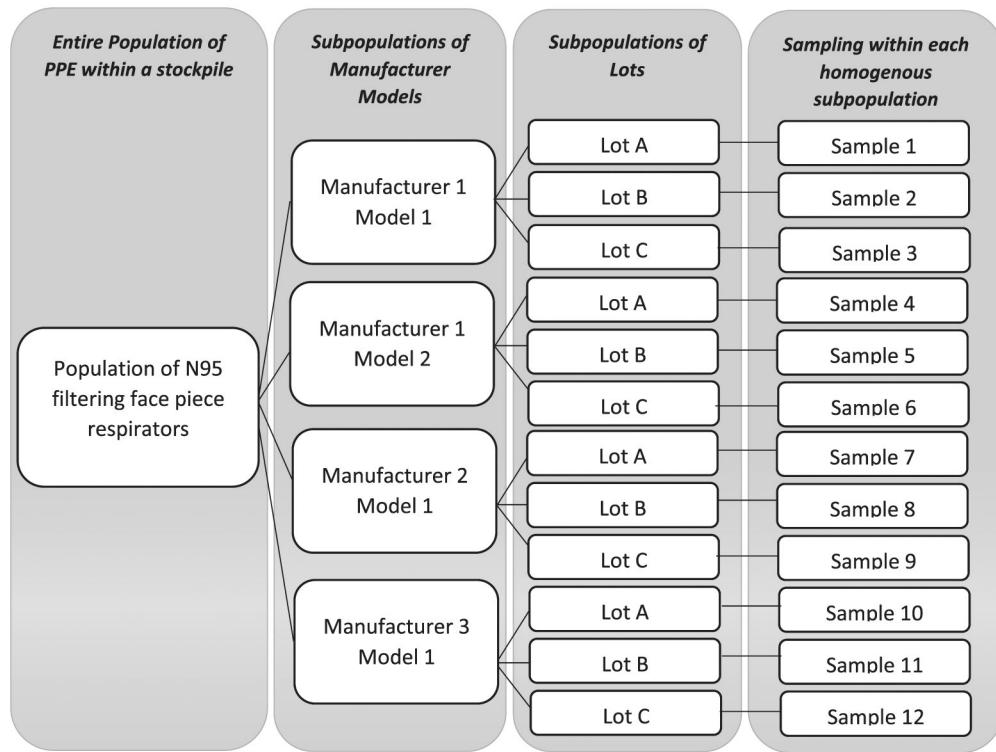 Entire Population of
PPE within a stockpile
Subpopulations of
Manufacturer
Models
Subpopulations of
Lots
Sampling within each
homogenous
subpopulation
Population of N95
filtering face piece
respirators
Manufacturer 1
Model 1
Manufacturer 1
Model 2
Manufacturer 2
Model 1
Manufacturer 3
Model 1
Lot A
Lot B
Lot C
Lot A
Lot B
Lot C
Lot A
Lot B
Lot C
Lot A
Lot B
Lot C
Sample 1
Sample 2
Sample 3
Sample 4
Sample 5
Sample 6
Sample 7
Sample 8
Sample 9
Sample 10
Sample 11
Sample 12